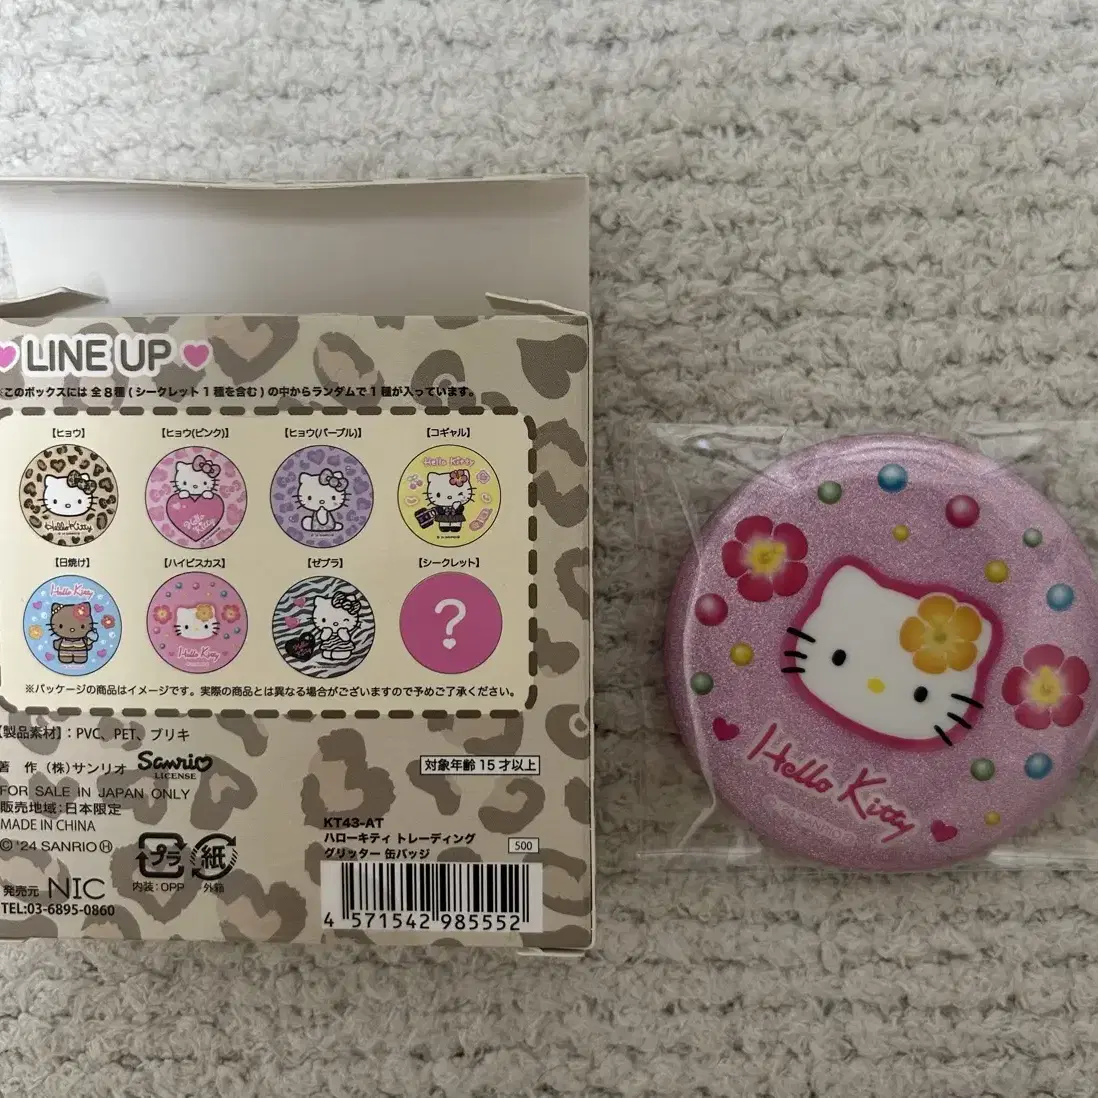 LINE UP
※このボックスには 全8種(シークレット1種を含む)の中からランダムで1種が入っています。
【ヒョウ】
【ヒョウ(ピンク)】
【ヒョウ(パープル)】
【コギャル】
Hello Kitty
Hello Kitty
Hello Kitty
【日焼け】
【ハイビスカス】
【ゼブラ】
【シークレット】
Hello Kitty
Hello Kitty
?
※パッケージの商品はイメージです。実際の商品とは異なる場合がございますので予めご了承ください。
【製品素材】：PVC、PET、ブリキ
著 作 (株)サンリオ
Sanrio
LICENSE
対象年齢15才以上
FOR SALE IN JAPAN ONLY
販売地域:日本限定
MADE IN CHINA
©'24 SANRIO Ⓗ
プラ
紙
内装:OPP
外箱
発売元 NIC
TEL:03-6895-0860
KT43-AT
ハローキティ トレーディング
グリッター 缶バッジ
500
4 571542 985552
Hello Kitty